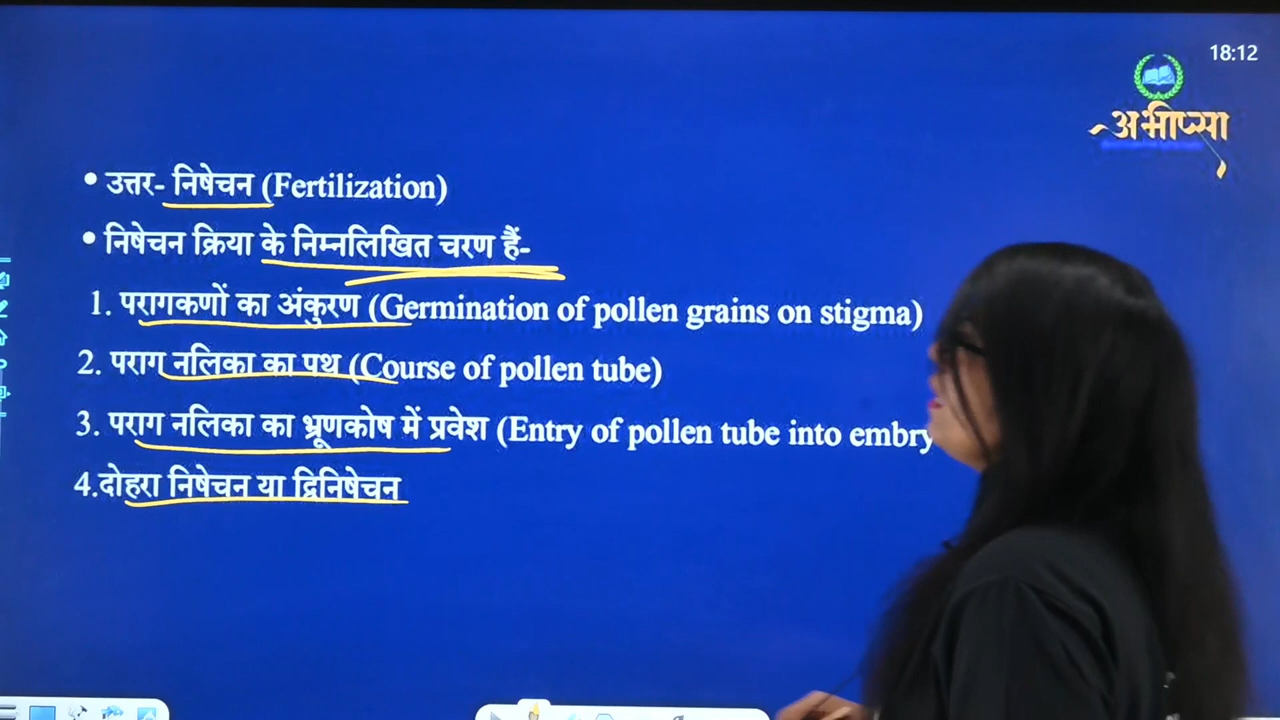 18:12
अभीप्सा
• उत्तर- निषेचन (Fertilization)
• निषेचन क्रिया के निम्नलिखित चरण हैं-
1. परागकणों का अंकुरण (Germination of pollen grains on stigma)
2. पराग नलिका का पथ (Course of pollen tube)
3. पराग नलिका का भ्रूणकोष में प्रवेश (Entry of pollen tube into
4.दोहरा निषेचन या द्विनिषेचन